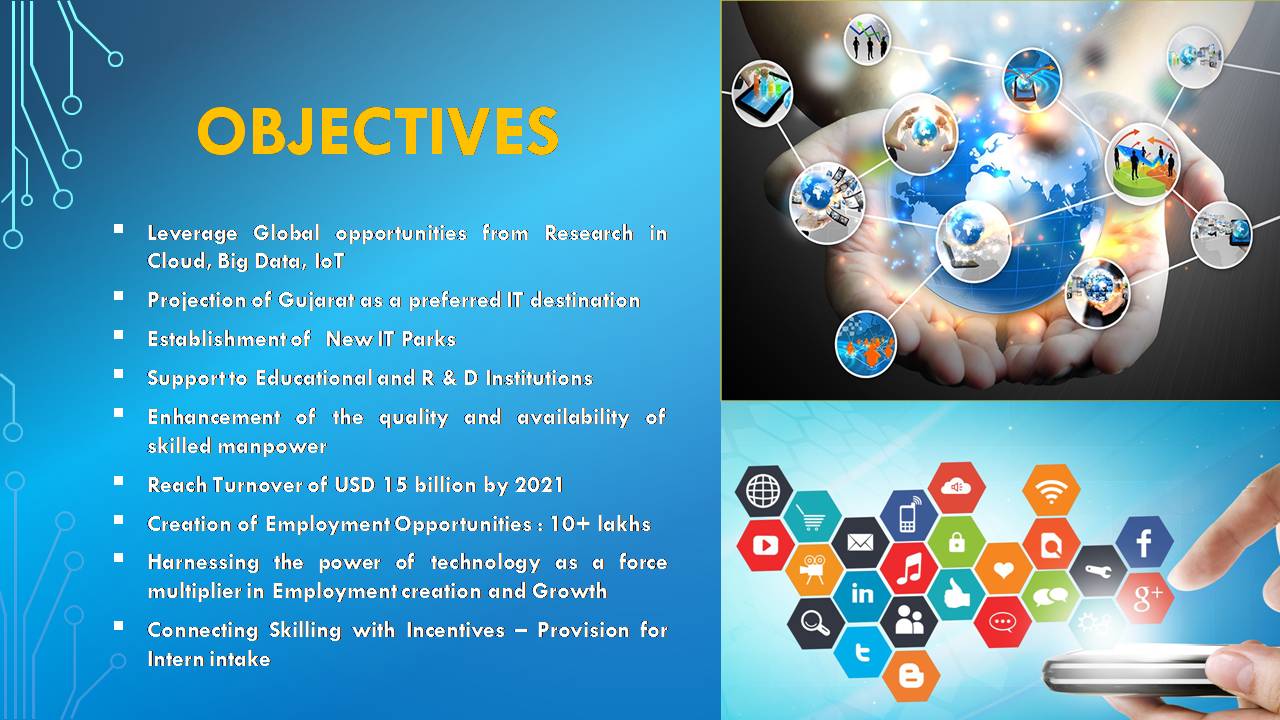 OBJECTIVES
▪ Leverage Global opportunities from Research in
Cloud, Big Data, IoT
▪ Projection of Gujarat as a preferred IT destination
▪ Establishment of New IT Parks
▪ Support to Educational and R & D Institutions
▪ Enhancement of the quality and availability of
skilled manpower
▪ Reach Turnover of USD 15 billion by 2021
▪ Creation of Employment Opportunities : 10+ lakhs
▪ Harnessing the power of technology as a force
multiplier in Employment creation and Growth
▪ Connecting Skilling with Incentives – Provision for
Intern intake
f
in
g+
t
B